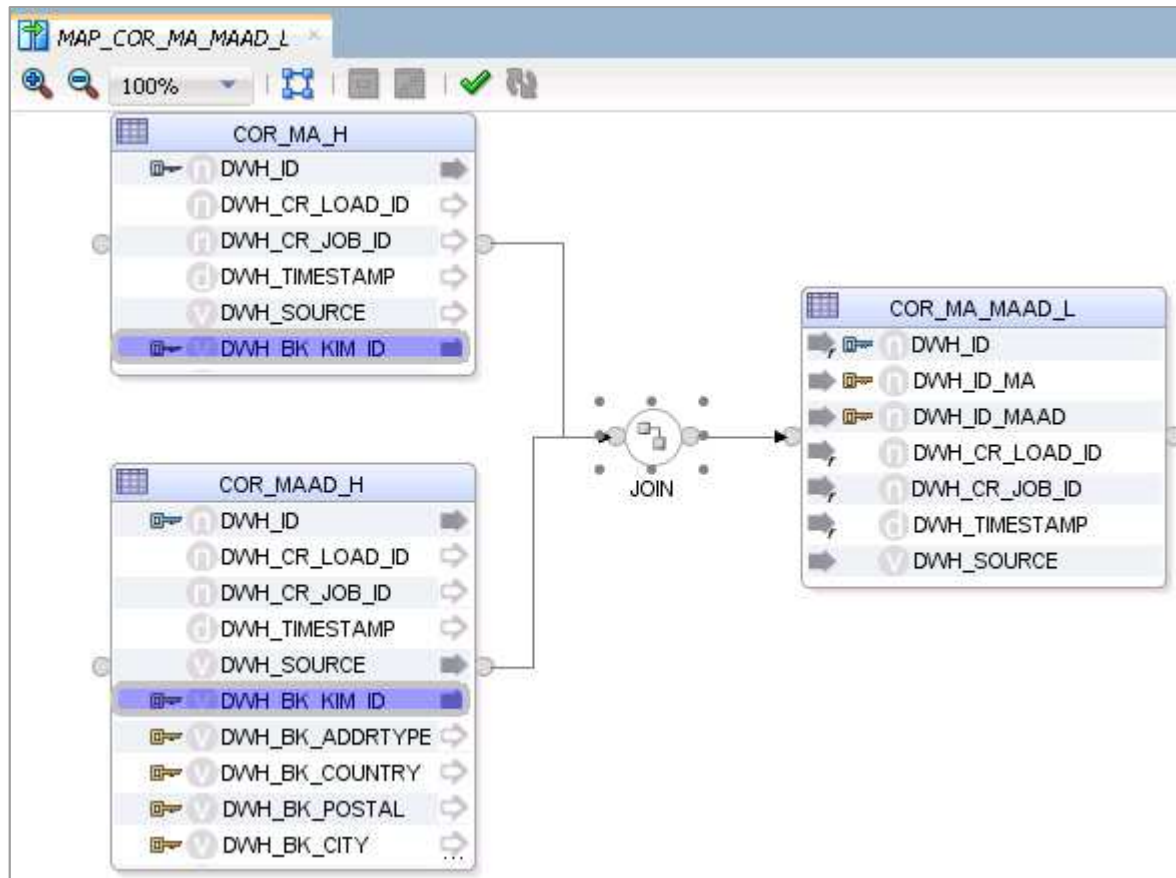 MAP_COR_MA_MAAD_L
100%
COR_MA_H
DWH_ID
DWH_CR_LOAD_ID
DWH_CR_JOB_ID
DWH_TIMESTAMP
DWH_SOURCE
DWH_BK_KIM_ID
COR_MAAD_H
DWH_ID
DWH_CR_LOAD_ID
DWH_CR_JOB_ID
DWH_TIMESTAMP
DWH_SOURCE
DWH_BK_KIM_ID
DWH_BK_ADDRTYPE
DWH_BK_COUNTRY
DWH_BK_POSTAL
DWH_BK_CITY
...
JOIN
COR_MA_MAAD_L
DWH_ID
DWH_ID_MA
DWH_ID_MAAD
DWH_CR_LOAD_ID
DWH_CR_JOB_ID
DWH_TIMESTAMP
DWH_SOURCE